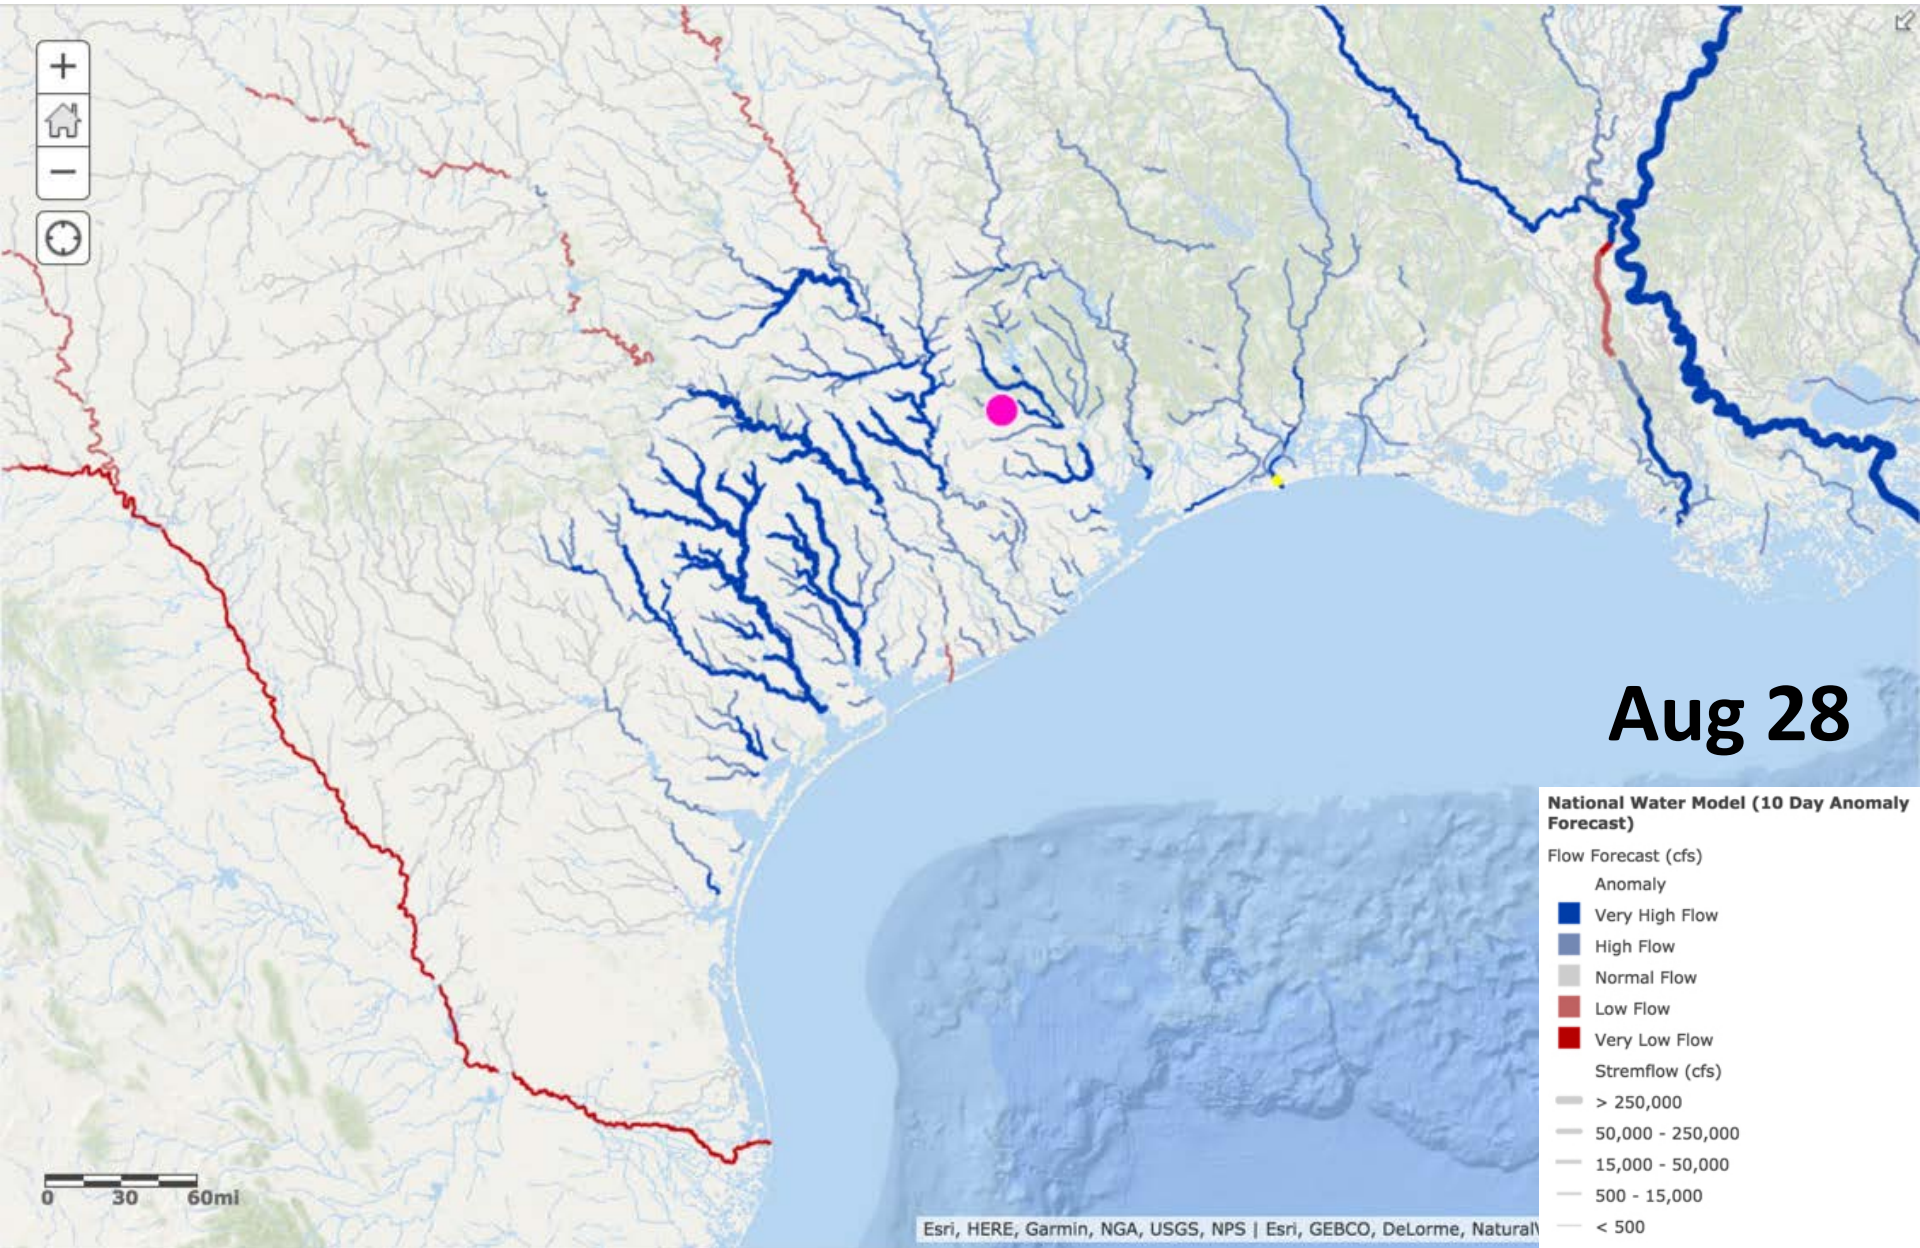 +
−
Aug 28
National Water Model (10 Day Anomaly
Forecast)
Flow Forecast (cfs)
Anomaly
Very High Flow
High Flow
Normal Flow
Low Flow
Very Low Flow
Stremflow (cfs)
> 250,000
50,000 - 250,000
15,000 - 50,000
500 - 15,000
< 500
0 30 60mi
Esri, HERE, Garmin, NGA, USGS, NPS | Esri, GEBCO, DeLorme, Natural